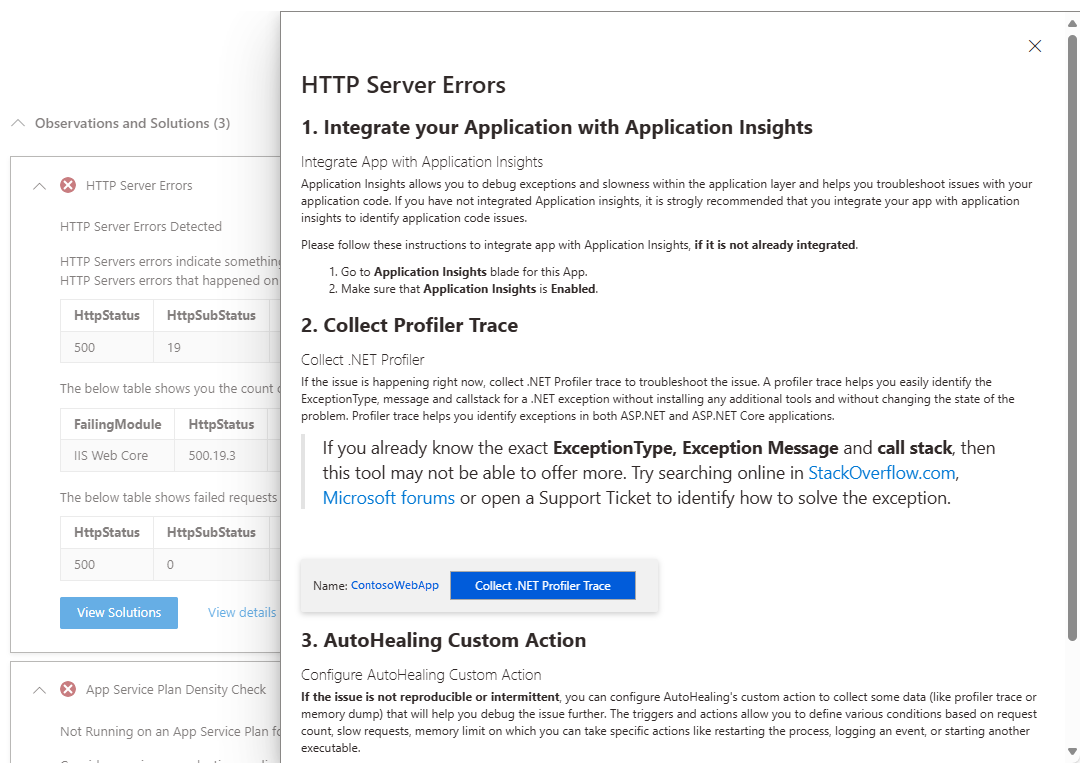 Observations and Solutions (3)
HTTP Server Errors
HTTP Server Errors Detected
HTTP Servers errors indicate something
HTTP Servers errors that happened on
HttpStatus HttpSubStatus
500 19
The below table shows you the count
FailingModule HttpStatus
IIS Web Core 500.19.3
The below table shows failed requests
HttpStatus HttpSubStatus
500 0
View Solutions View details
App Service Plan Density Check
Not Running on an App Service Plan
HTTP Server Errors
1. Integrate your Application with Application Insights
Integrate App with Application Insights
Application Insights allows you to debug exceptions and slowness within the application layer and helps you troubleshoot issues with your
application code. If you have not integrated Application insights, it is strogly recommended that you integrate your app with application
insights to identify application code issues.
Please follow these instructions to integrate app with Application Insights, if it is not already integrated.
1. Go to Application Insights blade for this App.
2. Make sure that Application Insights is Enabled.
2. Collect Profiler Trace
Collect .NET Profiler
If the issue is happening right now, collect .NET Profiler trace to troubleshoot the issue. A profiler trace helps you easily identify the
ExceptionType, message and callstack for a .NET exception without installing any additional tools and without changing the state of the
problem. Profiler trace helps you identify exceptions in both ASP.NET and ASP.NET Core applications.
If you already know the exact ExceptionType, Exception Message and call stack, then
this tool may not be able to offer more. Try searching online in StackOverflow.com,
Microsoft forums or open a Support Ticket to identify how to solve the exception.
Name: ContosoWebApp Collect .NET Profiler Trace
3. AutoHealing Custom Action
Configure AutoHealing Custom Action
If the issue is not reproducible or intermittent, you can configure AutoHealing's custom action to collect some data (like profiler trace or
memory dump) that will help you debug the issue further. The triggers and actions allow you to define various conditions based on request
count, slow requests, memory limit on which you can take specific actions like restarting the process, logging an event, or starting another
executable.